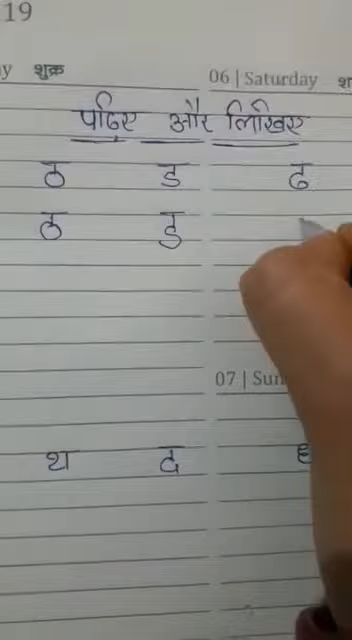 19
शुक्र 06 | Saturday
पढिए और लिखिए
ठ ड ढ
ठ ड
07 | Sun
थ द ध